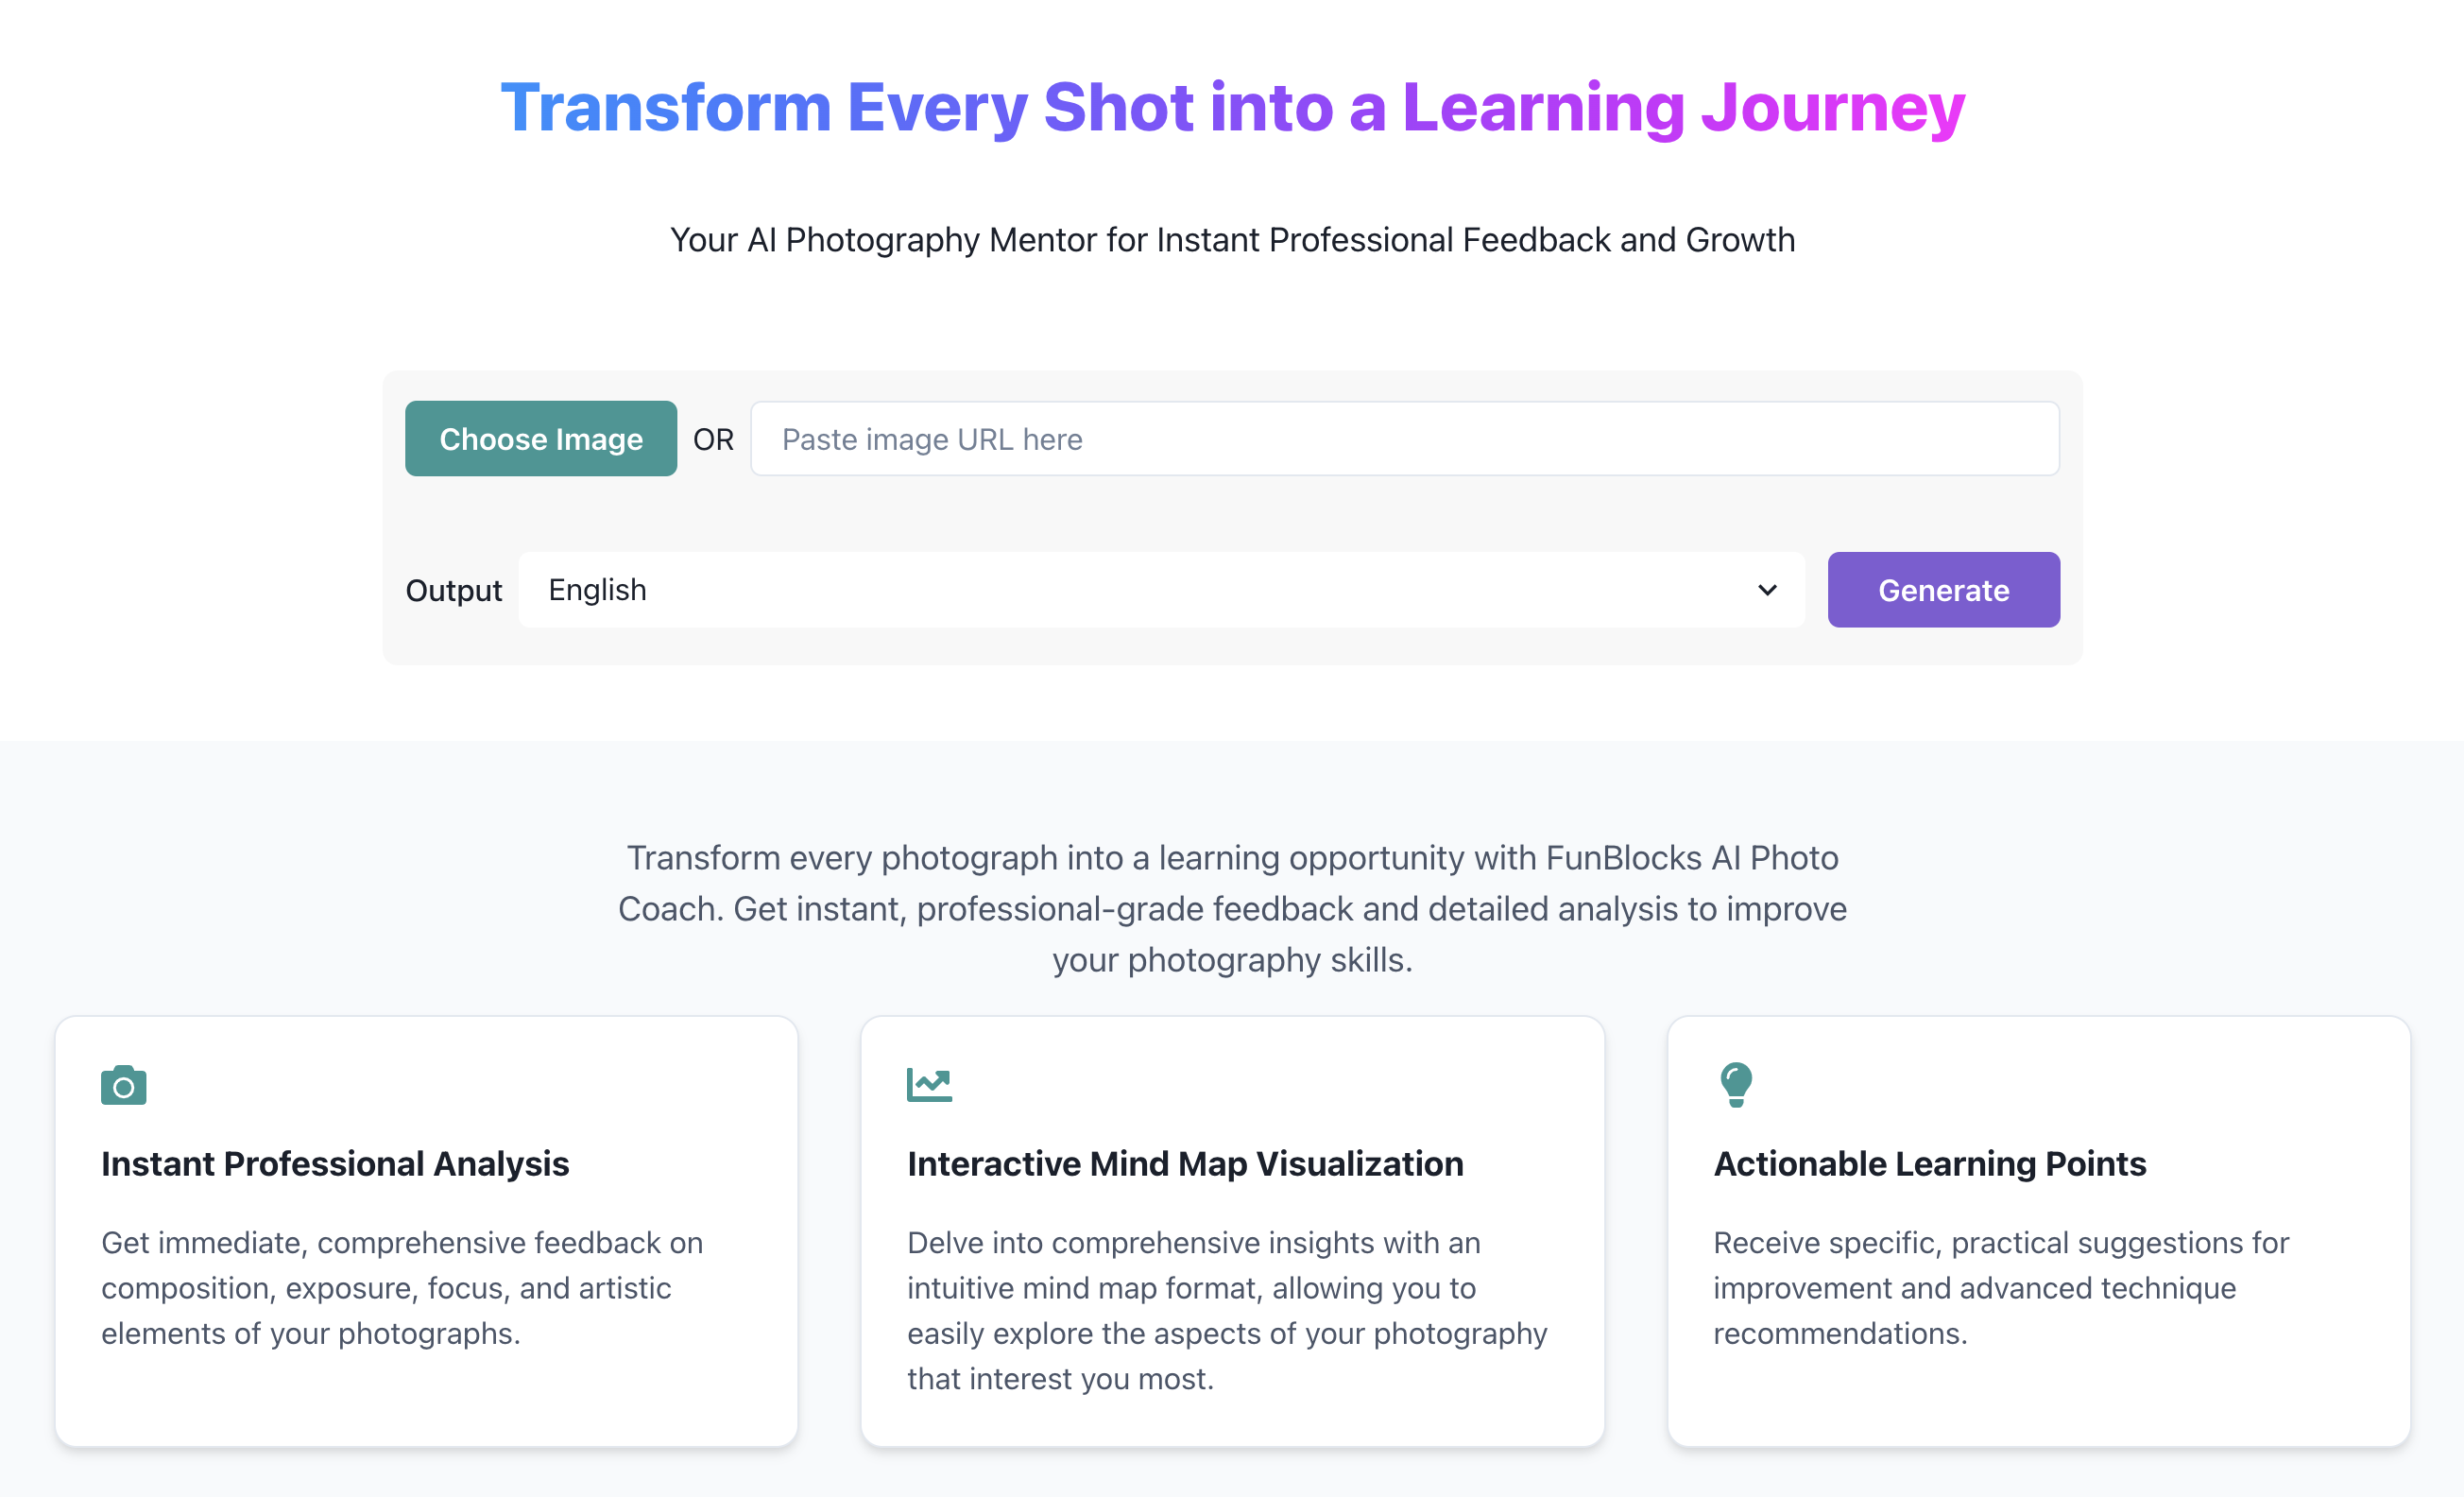 Transform Every Shot into a Learning Journey
Your AI Photography Mentor for Instant Professional Feedback and Growth
Choose Image OR Paste image URL here
Output English Generate
Transform every photograph into a learning opportunity with FunBlocks AI Photo
Coach. Get instant, professional-grade feedback and detailed analysis to improve
your photography skills.
Instant Professional Analysis
Get immediate, comprehensive feedback on
composition, exposure, focus, and artistic
elements of your photographs.
Interactive Mind Map Visualization
Delve into comprehensive insights with an
intuitive mind map format, allowing you to
easily explore the aspects of your photography
that interest you most.
Actionable Learning Points
Receive specific, practical suggestions for
improvement and advanced technique
recommendations.